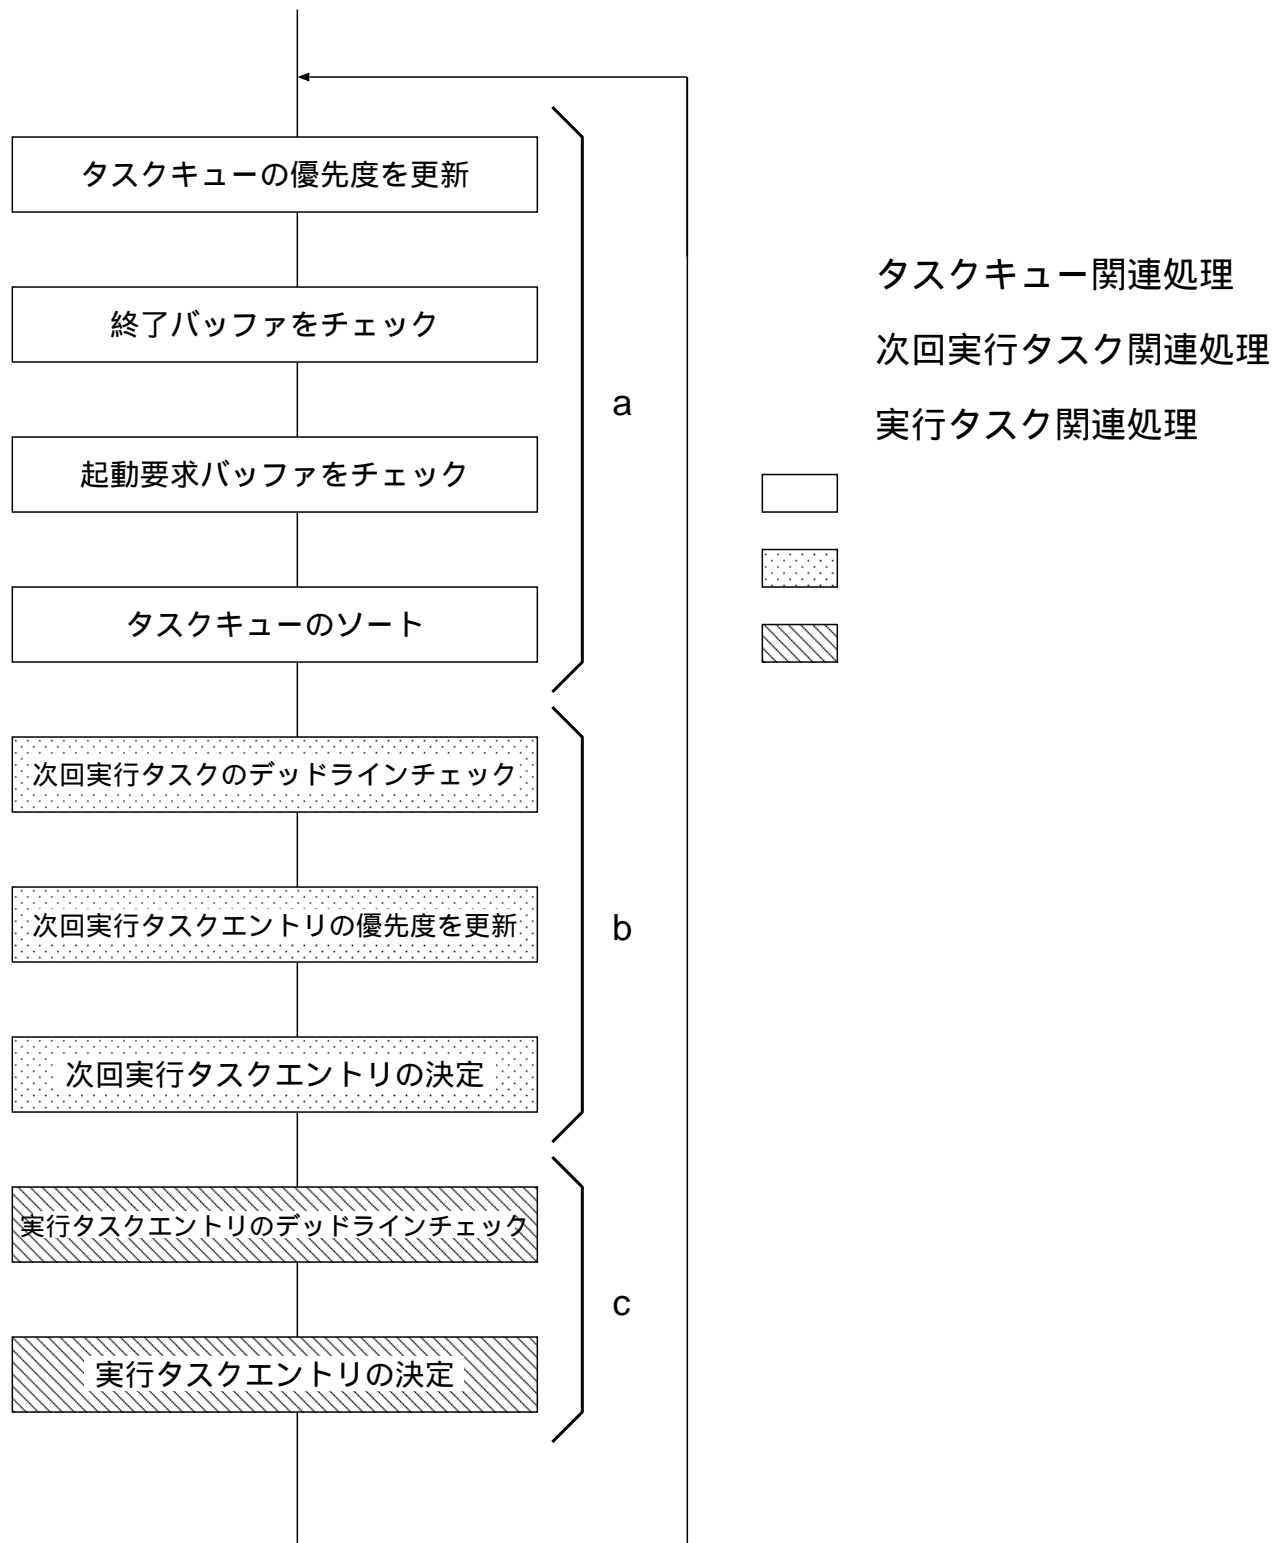 タスクキューの優先度を更新
終了バッファをチェック
起動要求バッファをチェック
タスクキューのソート
a
次回実行タスクのデッドラインチェック
次回実行タスクエントリの優先度を更新
次回実行タスクエントリの決定
b
実行タスクエントリのデッドラインチェック
実行タスクエントリの決定
c
タスクキュー関連処理
次回実行タスク関連処理
実行タスク関連処理